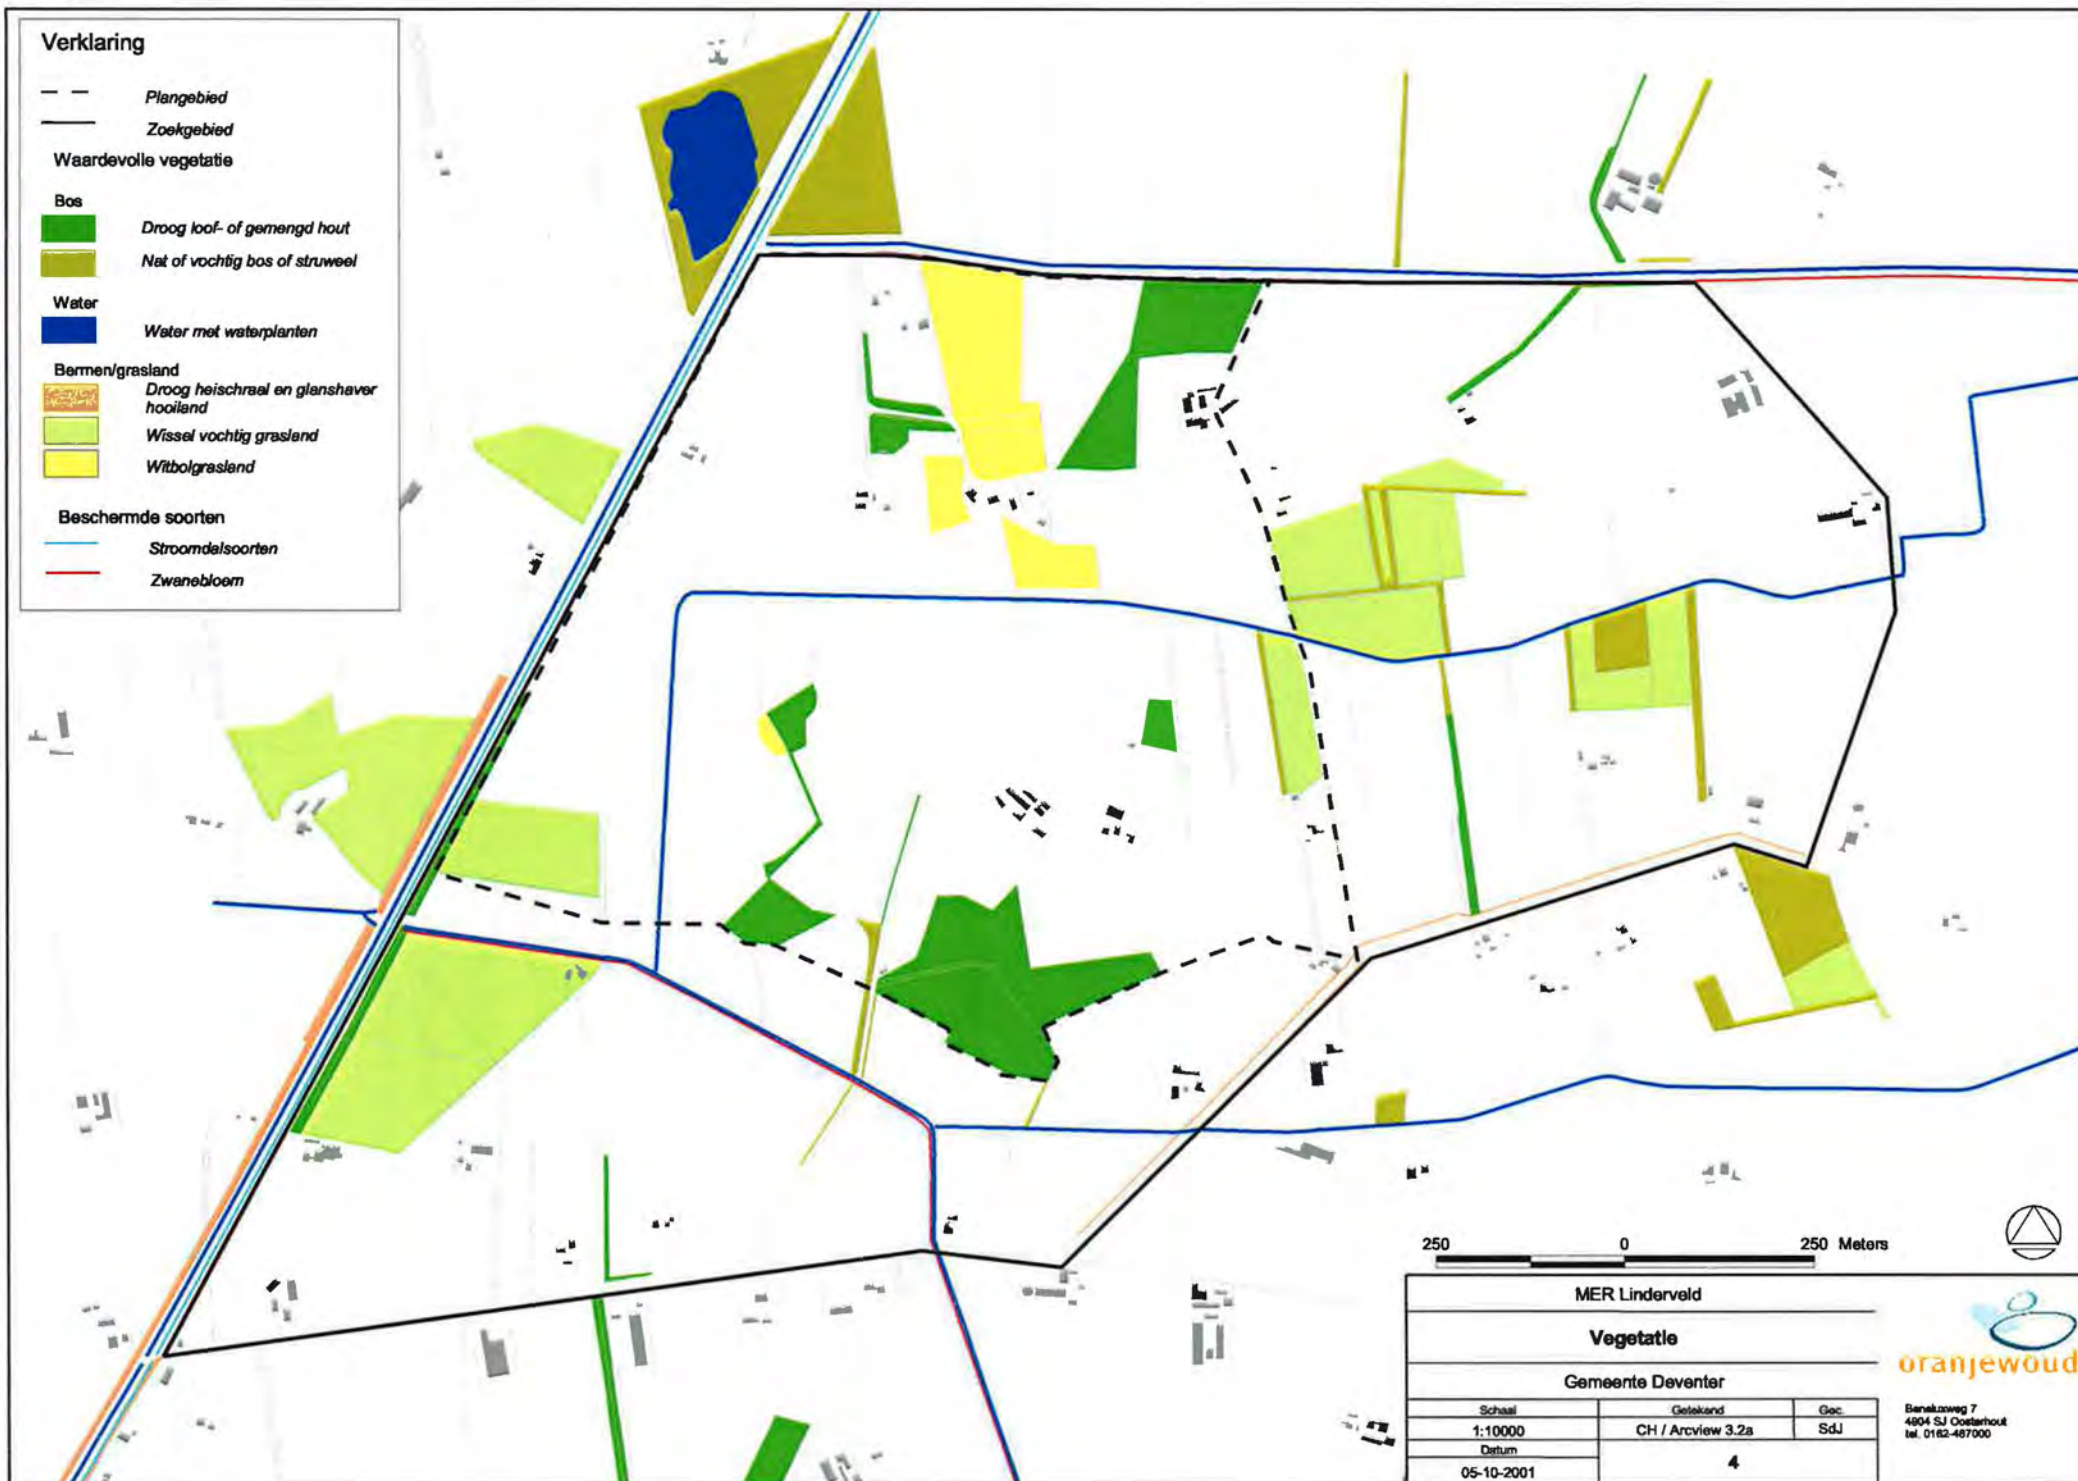 Verklaring
Plangebied
Zoekgebied
Waardevolle vegetatie
Bos
Droog loof- of gemengd hout
Nat of vochtig bos of struweel
Water
Water met waterplanten
Bermen/grasland
Droog heischraal en glanshaver
hooiland
Wissel vochtig grasland
Witbolgrasland
Beschermde soorten
Stroomdalsoorten
Zwanebloem
250 0 250 Meters
MER Linderveld
Vegetatie
Gemeente Deventer
Schaal Getekend Gec.
1:10000 CH / Arcview 3.2a SdJ
Datum
05-10-2001
4
oranjewoud
Beneluxweg 7
4904 SJ Oosterhout
tel. 0162-487000